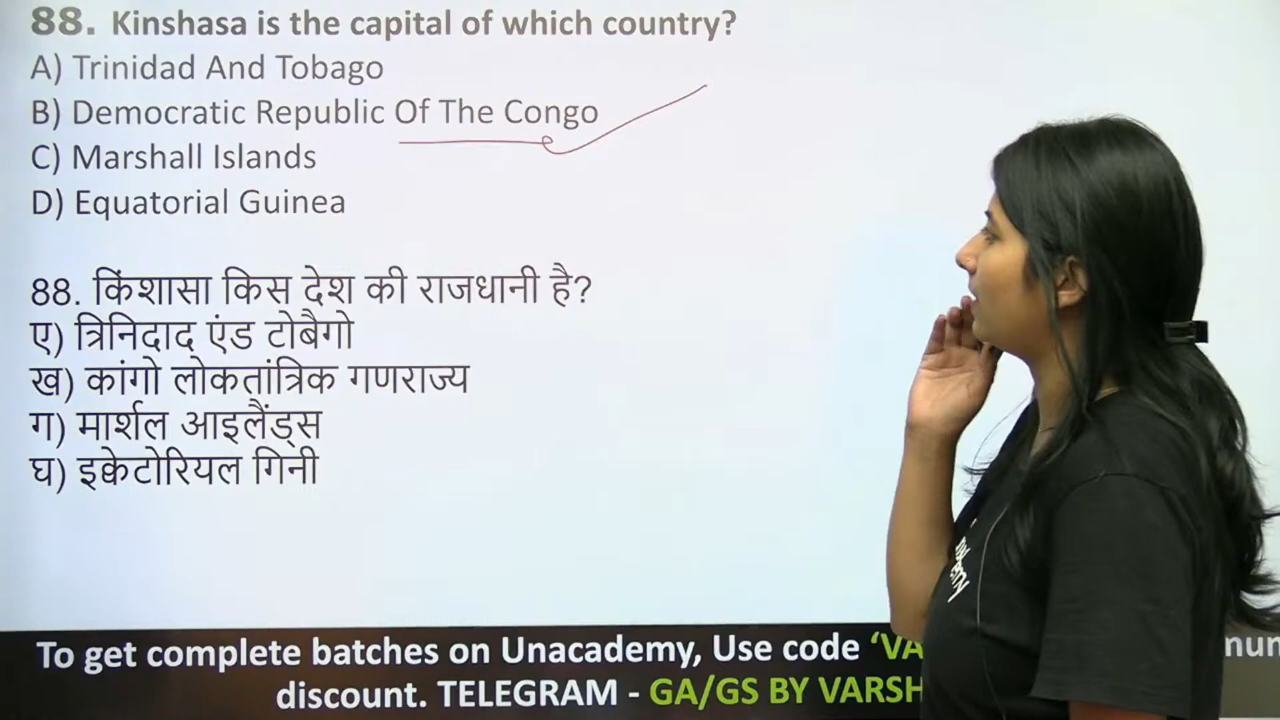 88. Kinshasa is the capital of which country?
A) Trinidad And Tobago
B) Democratic Republic Of The Congo
C) Marshall Islands
D) Equatorial Guinea
88. किंशासा किस देश की राजधानी है?
ए) त्रिनिदाद एंड टोबैगो
ख) कांगो लोकतांत्रिक गणराज्य
ग) मार्शल आइलैंड्स
घ) इक्वेटोरियल गिनी
To get complete batches on Unacademy, Use code
discount. TELEGRAM - GA/GS BY